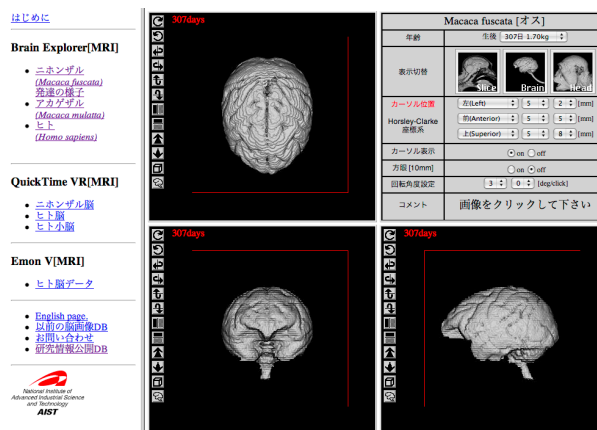 はじめに
Brain Explorer[MRI]
ニホンザル
(Macaca fuscata)
発達の様子
アカゲザル
(Macaca mulatta)
ヒト
(Homo sapiens)
QuickTime VR[MRI]
ニホンザル脳
ヒト脳
ヒト小脳
Emon V[MRI]
ヒト脳データ
English page.
以前の脳画像DB
お問い合わせ
研究情報公開DB
National Institute of
Advanced Industrial Science
and Technology
AIST
307days
Macaca fuscata [オス]
年齢 生後 307日 1.70kg
表示切替 Slice Brain Head
カーソル位置 左(Left) 5 2 [mm]
Horsley-Clarke 座標系 前(Anterior) 5 5 [mm]
上(Superior) 5 8 [mm]
カーソル表示 on off
方眼 [10mm] on off
回転角度設定 3 0 [deg/click]
コメント 画像をクリックして下さい
307days
307days